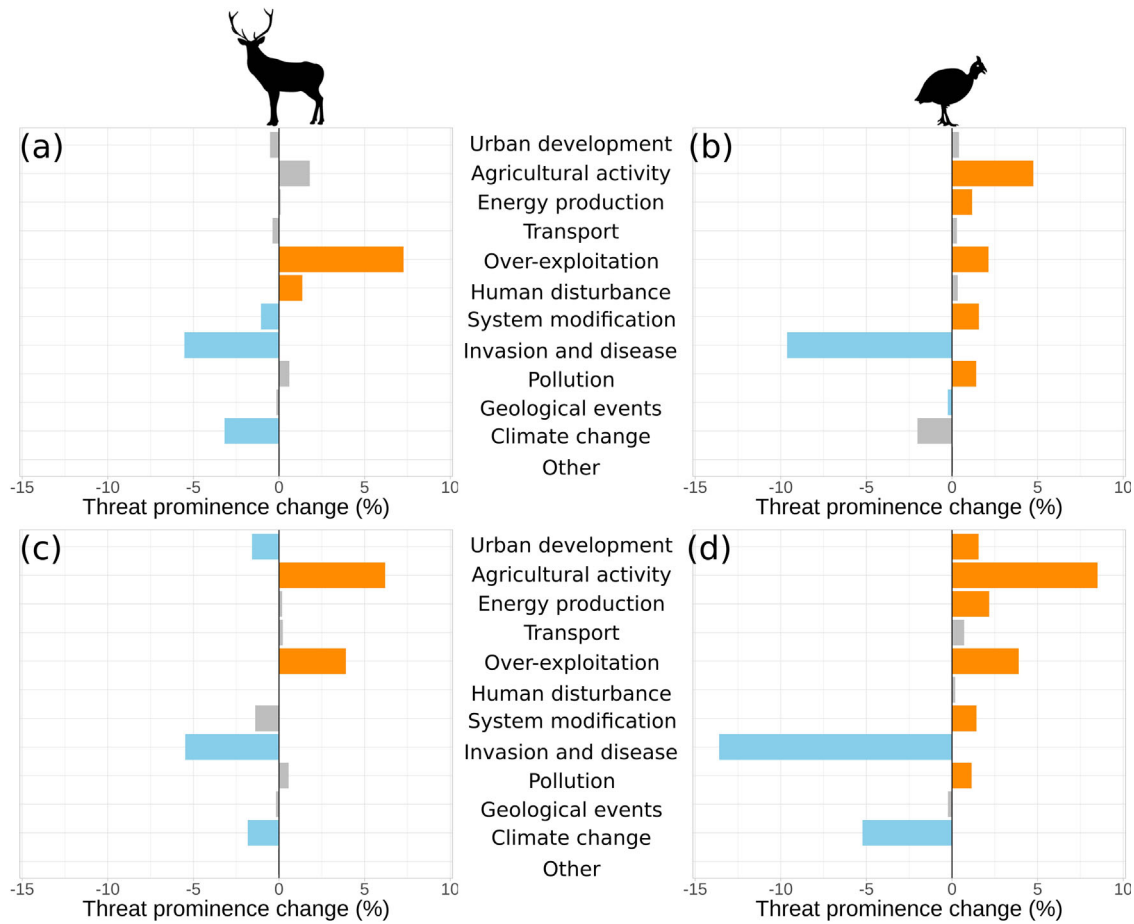 (a)
(b)
Urban development
Agricultural activity
Energy production
Transport
Over-exploitation
Human disturbance
System modification
Invasion and disease
Pollution
Geological events
Climate change
Other
-15 -10 -5 0 5 10
-15 -10 -5 0 5 10
Threat prominence change (%)
Threat prominence change (%)
(c)
(d)
Urban development
Agricultural activity
Energy production
Transport
Over-exploitation
Human disturbance
System modification
Invasion and disease
Pollution
Geological events
Climate change
Other
-15 -10 -5 0 5 10
-15 -10 -5 0 5 10
Threat prominence change (%)
Threat prominence change (%)